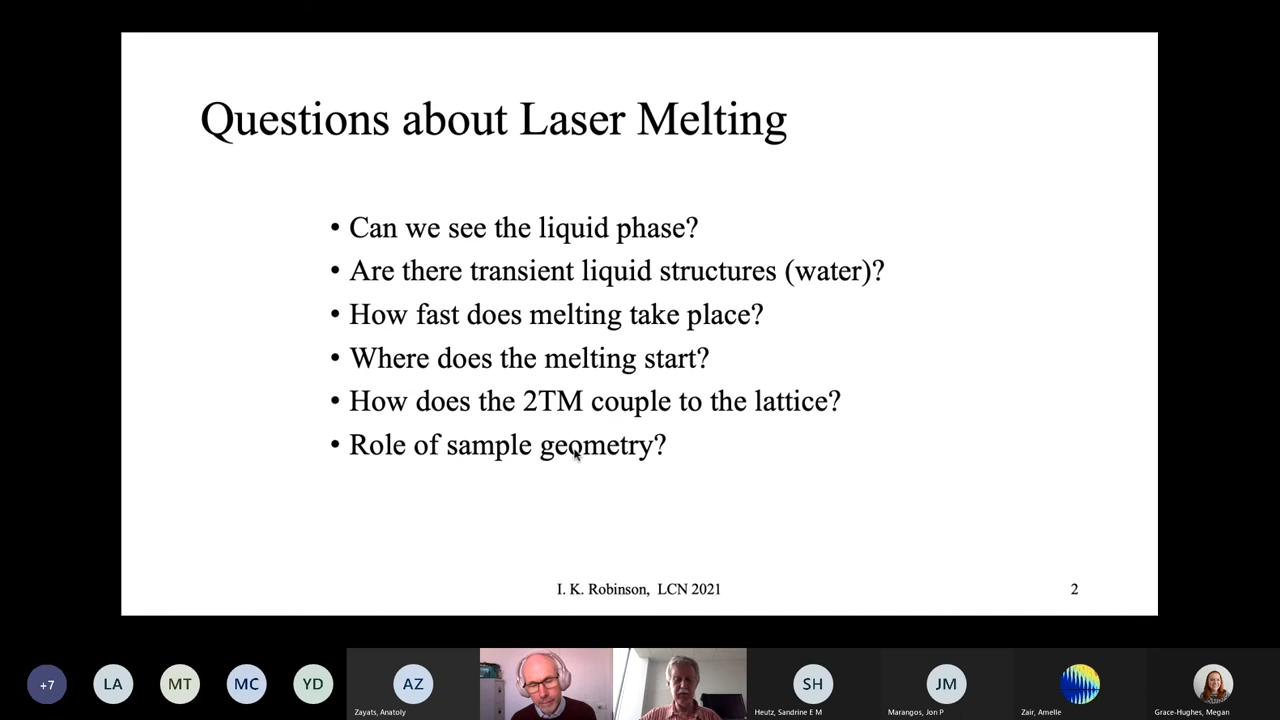 Questions about Laser Melting
• Can we see the liquid phase?
• Are there transient liquid structures (water)?
• How fast does melting take place?
• Where does the melting start?
• How does the 2TM couple to the lattice?
• Role of sample geometry?
I. K. Robinson, LCN 2021
2
+7
LA
MT
MC
YD
AZ
SH
JM
Zayats, Anatoly
Heutz, Sandrine E M
Marangos, Jon P
Zair, Amelle
Grace-Hughes, Megan